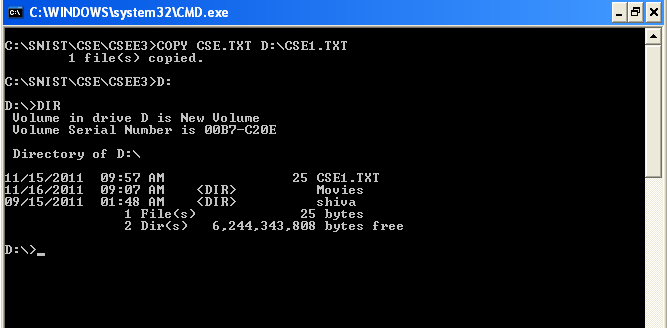 C:\WINDOWS\system32\CMD.exe
C:\SNIST\CSE\CSEE3>COPY CSE.TXT D:\CSE1.TXT
        1 file(s) copied.
C:\SNIST\CSE\CSEE3>D:
D:\>DIR
 Volume in drive D is New Volume
 Volume Serial Number is 00B7-C20E
 Directory of D:\
11/15/2011  09:57 AM                25 CSE1.TXT
11/16/2011  09:07 AM    <DIR>          Movies
09/15/2011  01:48 AM    <DIR>          shiva
               1 File(s)             25 bytes
               2 Dir(s)   6,244,343,808 bytes free
D:\>_